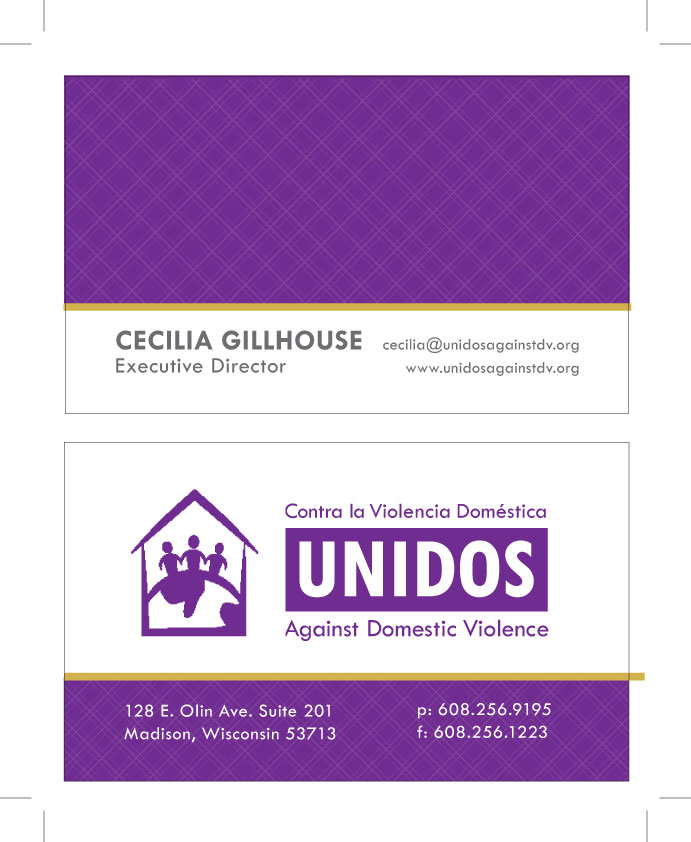 CECILIA GILLHOUSE
Executive Director
cecilia@unidosagainstdv.org
www.unidosagainstdv.org
Contra la Violencia Doméstica
UNIDOS
Against Domestic Violence
128 E. Olin Ave. Suite 201
Madison, Wisconsin 53713
p: 608.256.9195
f: 608.256.1223